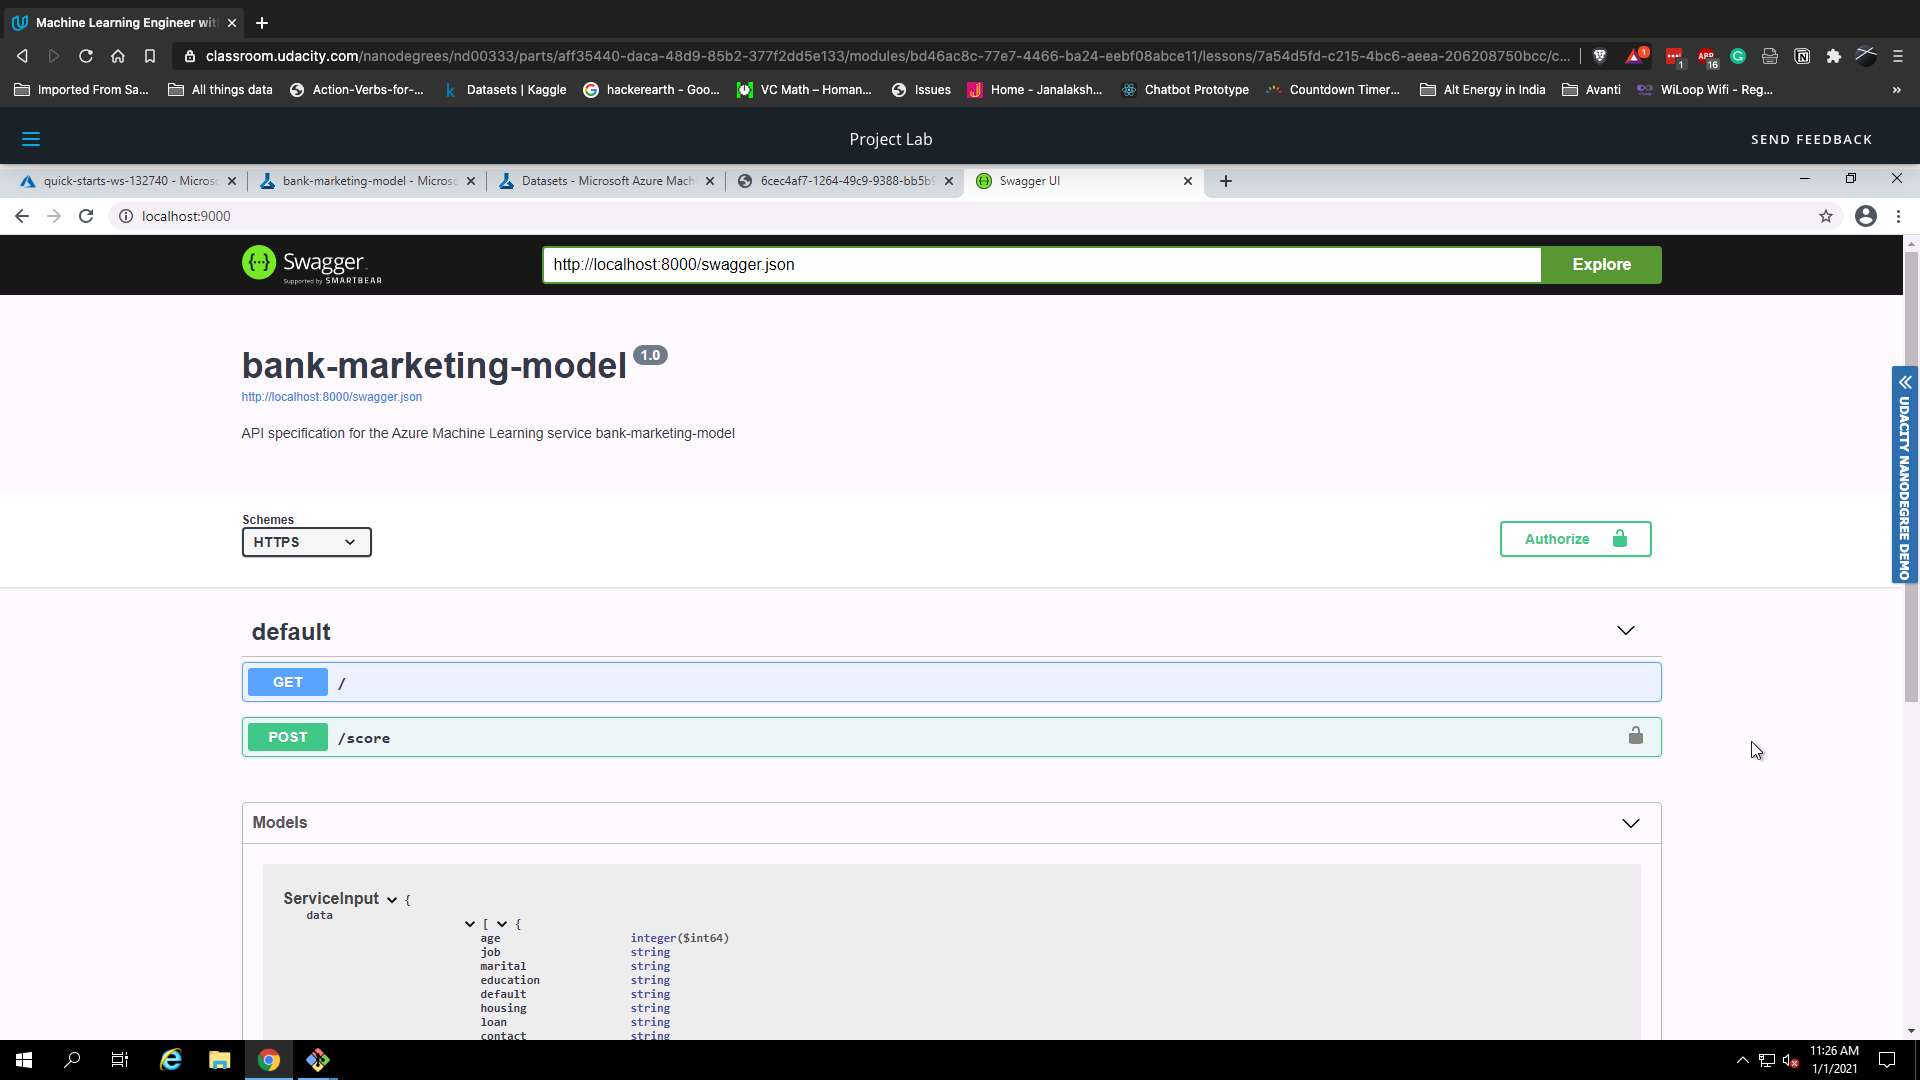 Machine Learning Engineer wit
classroom.udacity.com/nanodegrees/nd00333/parts/aff35440-daca-48d9-85b2-377f2dd5e133/modules/bd46ac8c-77e7-4466-ba24-eebf08abce11/lessons/7a54d5fd-c215-4bc6-aeea-206208750bcc/c...
1
1
ABP
16
Imported From Sa...
All things data
Action-Verbs-for-...
Datasets | Kaggle
hackerearth - Goo...
VC Math – Homan...
Issues
Home - Janalaksh...
Chatbot Prototype
Countdown Timer...
Alt Energy in India
Avanti
WiLoop Wifi - Reg...
Project Lab
SEND FEEDBACK
quick-starts-ws-132740 - Micros
bank-marketing-model - Micros
Datasets - Microsoft Azure Mach
6cec4af7-1264-49c9-9388-bb5b9
Swagger UI
localhost:9000
Swagger
Supported by SMARTBEAR
http://localhost:8000/swagger.json
Explore
bank-marketing-model 1.0
http://localhost:8000/swagger.json
API specification for the Azure Machine Learning service bank-marketing-model
UDACITY NANODEGREE DEMO
Schemes
HTTPS
Authorize
default
GET /
POST /score
Models
ServiceInput {
data
[ {
age integer($int64)
job string
marital string
education string
default string
housing string
loan string
contact string
11:26 AM
1/1/2021